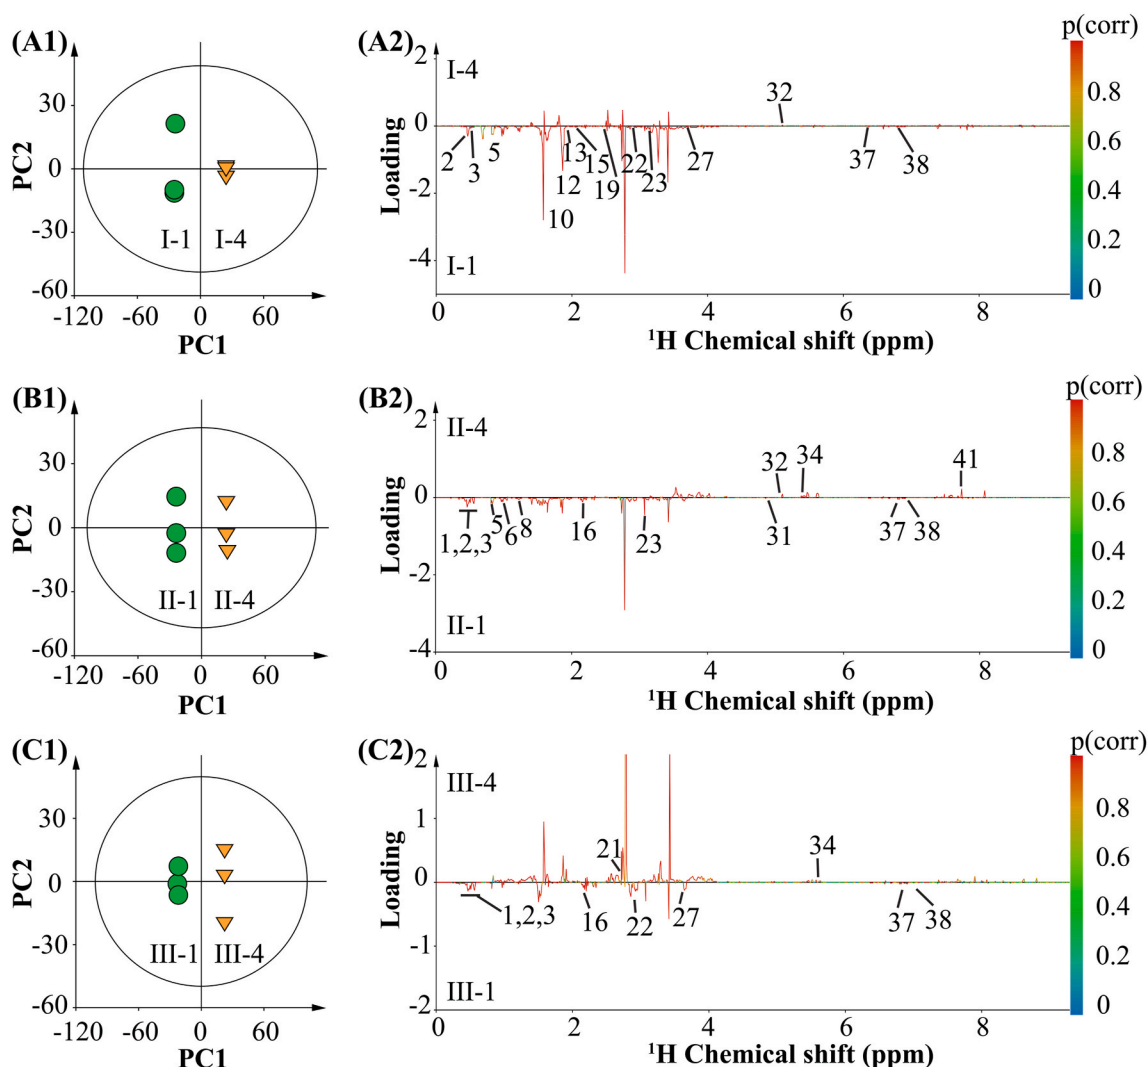 (A1)
30
0
-30
-60
PC2
I-1 I-4
-120 -60 0 60
PC1
(A2)
2
0
-2
-4
Loading
I-4
32
2 3 5 13 15 22 27 37 38
12 19 23
10
I-1
0 2 4 6 8
¹H Chemical shift (ppm)
p(corr)
0.8
0.6
0.4
0.2
0
(B1)
30
0
-30
-60
PC2
II-1 II-4
-120 -60 0 60
PC1
(B2)
2
0
-2
-4
Loading
II-4
32 34 41
1,2,3 5 6 8 16 23 31 37 38
II-1
0 2 4 6 8
¹H Chemical shift (ppm)
p(corr)
0.8
0.6
0.4
0.2
0
(C1)
30
0
-30
-60
PC2
III-1 III-4
-120 -60 0 60
PC1
(C2)
2
1
0
-1
-2
Loading
III-4
21 34
1,2,3 16 22 27 37 38
III-1
0 2 4 6 8
¹H Chemical shift (ppm)
p(corr)
0.8
0.6
0.4
0.2
0